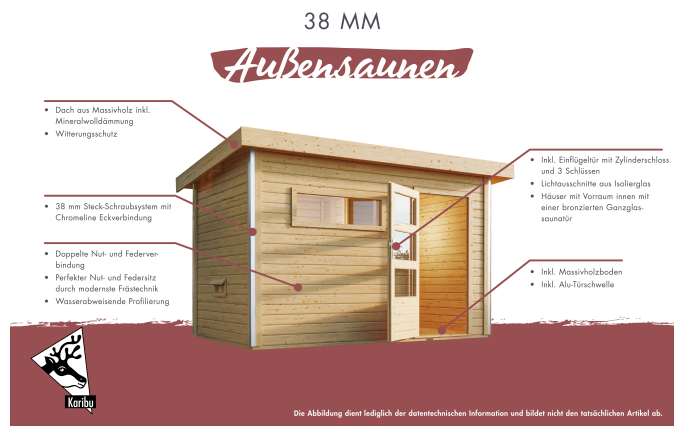 38 MM
Außensaunen
• Dach aus Massivholz inkl.
Mineralwolldämmung
• Witterungsschutz
• 38 mm Steck-Schraubsystem mit
Chromeline Eckverbindung
• Doppelte Nut- und Federver-
bindung
• Perfekter Nut- und Federsitz
durch modernste Frästechnik
• Wasserabweisende Profilierung
• Inkl. Einflügeltür mit Zylinderschloss
und 3 Schlüssen
• Lichtausschnitte aus Isolierglas
• Häuser mit Vorraum innen mit
einer bronzierten Ganzglas-
saunatür
• Inkl. Massivholzboden
• Inkl. Alu-Türschwelle
Karibu
Die Abbildung dient lediglich der datentechnischen Information und bildet nicht den tatsächlichen Artikel ab.